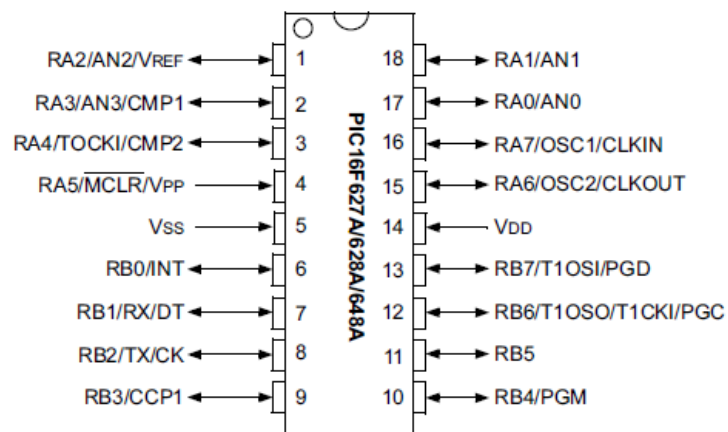 RA2/AN2/VREF 1 18 RA1/AN1
RA3/AN3/CMP1 2 17 RA0/AN0
RA4/TOCKI/CMP2 3 16 RA7/OSC1/CLKIN
RA5/MCLR/VPP 4 15 RA6/OSC2/CLKOUT
VSS 5 14 VDD
RB0/INT 6 13 RB7/T1OSI/PGD
RB1/RX/DT 7 12 RB6/T1OSO/T1CKI/PGC
RB2/TX/CK 8 11 RB5
RB3/CCP1 9 10 RB4/PGM
PIC16F627A/628A/648A